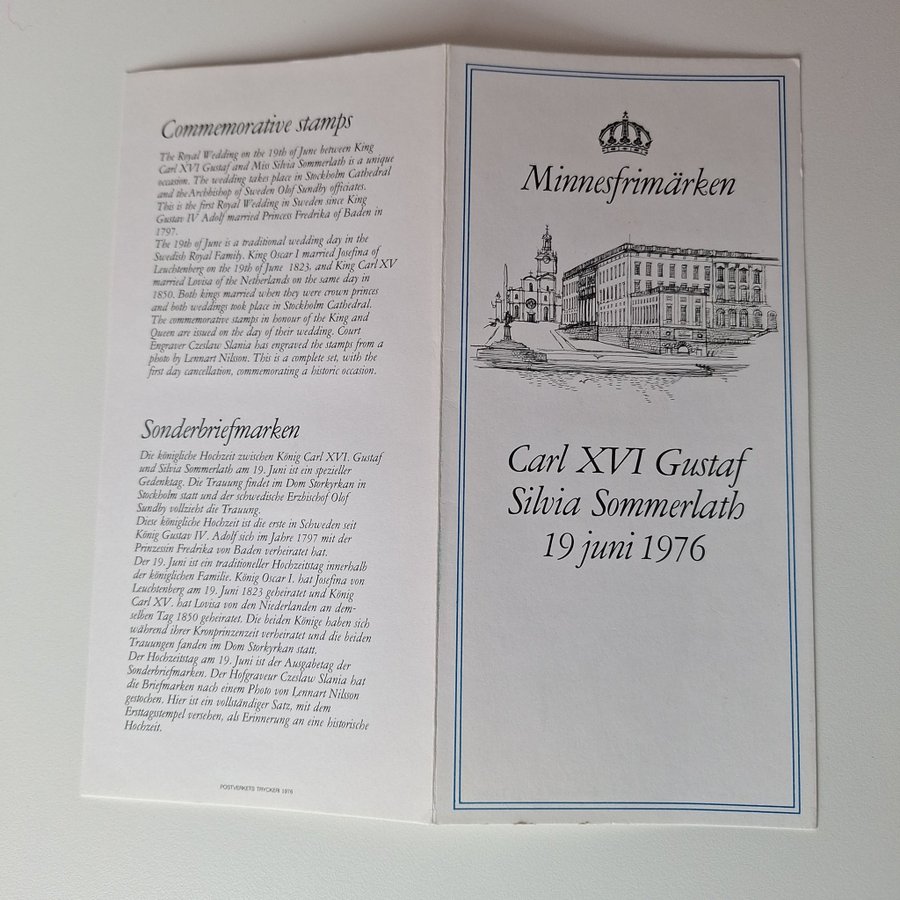 Commemorative stamps
The Royal Wedding on the 19th of June between King
Carl XVI Gustaf and Miss Silvia Sommerlath is a unique
occasion. The wedding takes place in Stockholm Cathedral
and the Archbishop of Sweden Olof Sundby officiates.
This is the first Royal Wedding in Sweden since King
Gustav IV Adolf married Princess Fredrika of Baden in
1797.
The 19th of June is a traditional wedding day in the
Swedish Royal Family. King Oscar I married Josefina of
Leuchtenberg on the 19th of June 1823, and King Carl XV
married Lovisa of the Netherlands on the same day in
1850. Both kings married when they were crown princes
and both weddings took place in Stockholm Cathedral.
The commemorative stamps in honour of the King and
Queen are issued on the day of their wedding. Court
Engraver Czeslaw Slania has engraved the stamps from a
photo by Lennart Nilsson. This is a complete set, with the
first day cancellation, commemorating a historic occasion.
Sonderbriefmarken
Die königliche Hochzeit zwischen König Carl XVI. Gustaf
und Silvia Sommerlath am 19. Juni ist ein spezieller
Gedenktag. Die Trauung findet im Dom Storkyrkan in
Stockholm statt und der schwedische Erzbischof Olof
Sundby vollzieht die Trauung.
Diese königliche Hochzeit ist die erste in Schweden seit
König Gustav IV. Adolf sich im Jahre 1797 mit der
Prinzessin Fredrika von Baden verheiratet hat.
Der 19. Juni ist ein traditioneller Hochzeitstag innerhalb
der königlichen Familie. König Oscar I. hat Josefina von
Leuchtenberg am 19. Juni 1823 geheiratet und König
Carl XV. hat Lovisa von den Niederlanden an dem-
selben Tag 1850 geheiratet. Die beiden Könige haben sich
während ihrer Kronprinzenzeit verheiratet und die beiden
Trauungen fanden im Dom Storkyrkan statt.
Der Hochzeitstag am 19. Juni ist der Ausgabetag der
Sonderbriefmarken. Der Hofgraveur Czeslaw Slania hat
die Briefmarken nach einem Photo von Lennart Nilsson
gestochen. Hier ist ein vollständiger Satz, mit dem
Ersttagsstempel versehen, als Erinnerung an eine historische
Hochzeit.
POSTVERKETS TRYCKERI 1976
Minnesfrimärken
Carl XVI Gustaf
Silvia Sommerlath
19 juni 1976